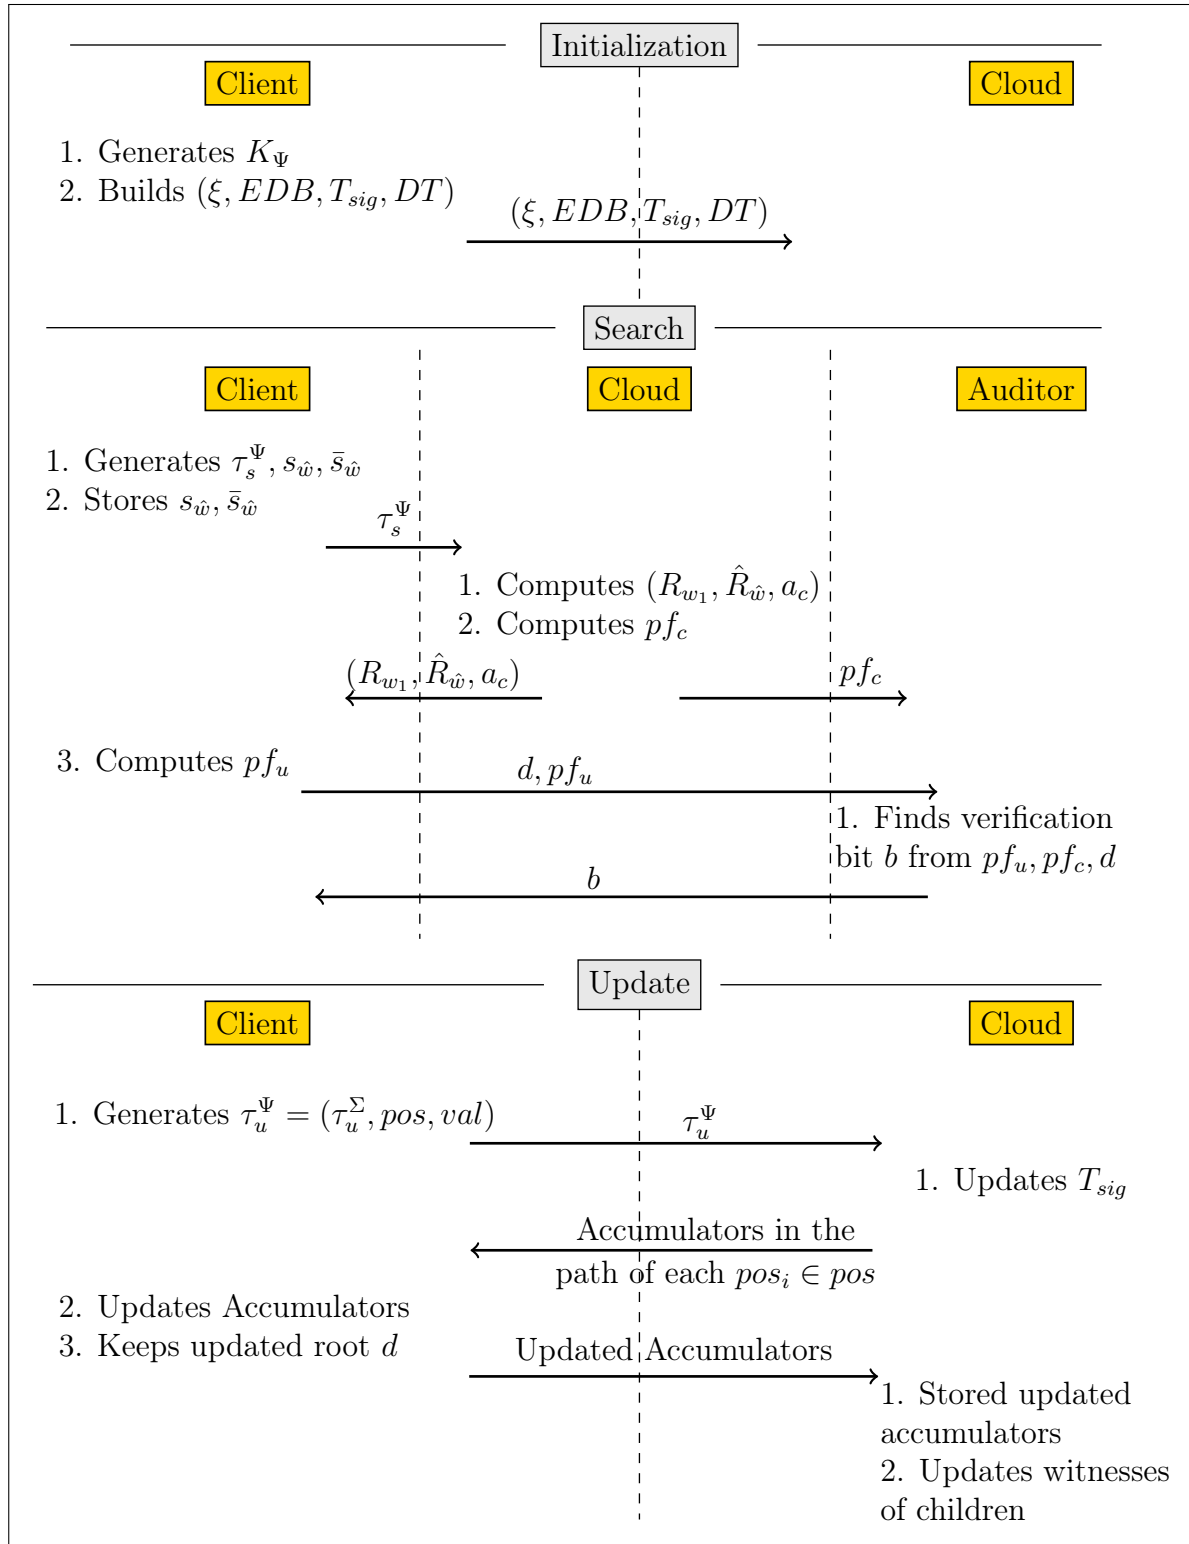 Initialization
Client
Cloud
1. Generates K_Ψ
2. Builds (ξ, EDB, T_sig, DT)
(ξ, EDB, T_sig, DT)
Search
Client
Cloud
Auditor
1. Generates τ_s^Ψ, s_ŵ, s̄_ŵ
2. Stores s_ŵ, s̄_ŵ
τ_s^Ψ
1. Computes (R_{w_1}, R̂_ŵ, a_c)
2. Computes pf_c
(R_{w_1}, R̂_ŵ, a_c)
pf_c
3. Computes pf_u
d, pf_u
1. Finds verification
bit b from pf_u, pf_c, d
b
Update
Client
Cloud
1. Generates τ_u^Ψ = (τ_u^Σ, pos, val)
τ_u^Ψ
1. Updates T_sig
Accumulators in the
path of each pos_i ∈ pos
2. Updates Accumulators
3. Keeps updated root d
Updated Accumulators
1. Stored updated
accumulators
2. Updates witnesses
of children